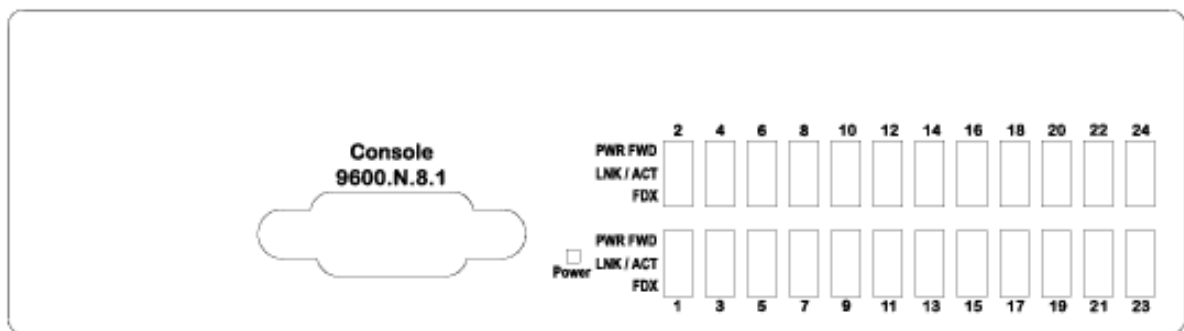 Console
9600.N.8.1
2 4 6 8 10 12 14 16 18 20 22 24
PWR FWD
LNK / ACT
FDX
Power
PWR FWD
LNK / ACT
FDX
1 3 5 7 9 11 13 15 17 19 21 23